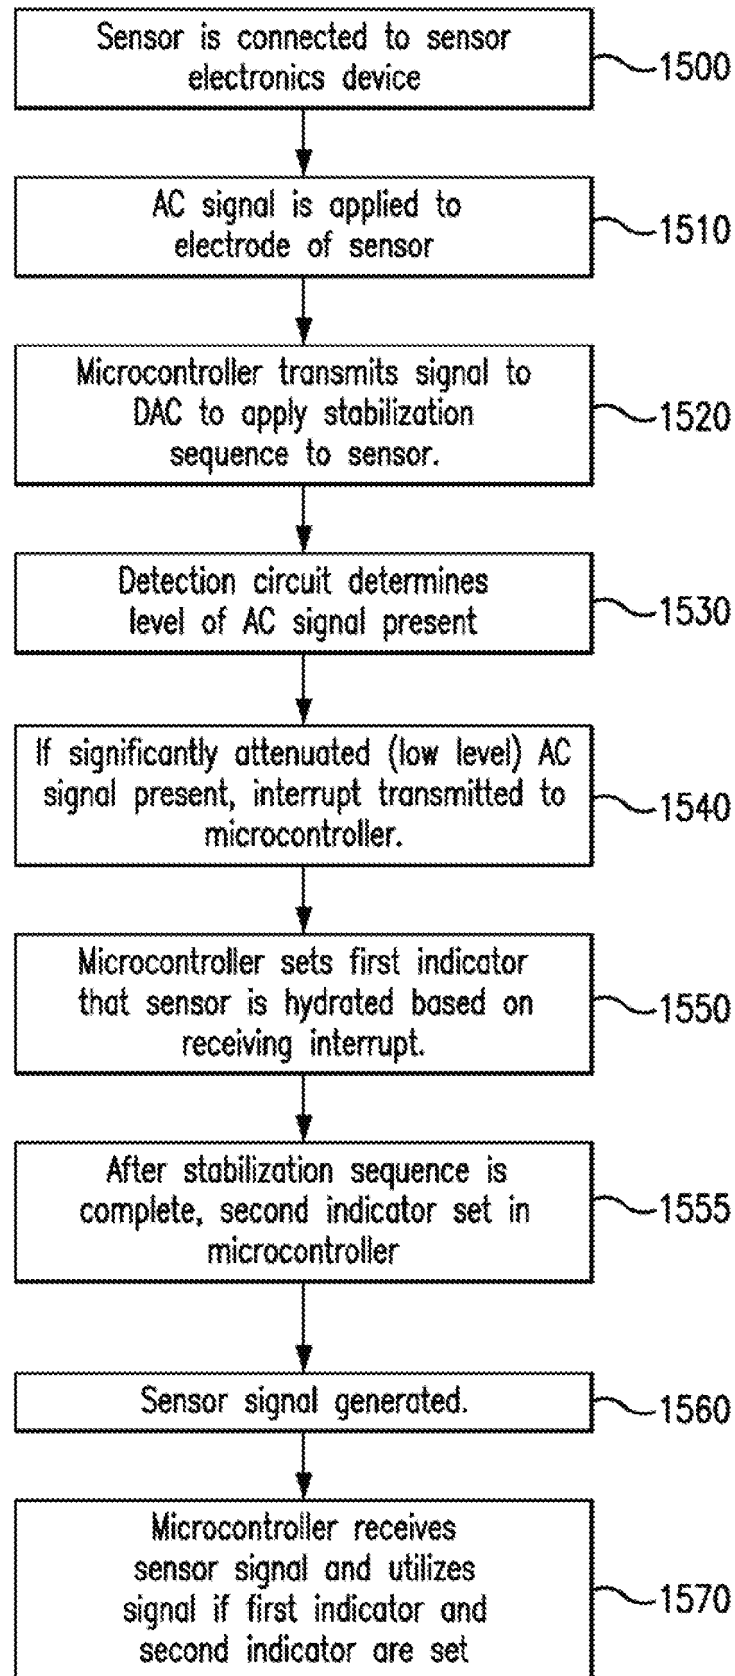 Sensor is connected to sensor
electronics device
1500
AC signal is applied to
electrode of sensor
1510
Microcontroller transmits signal to
DAC to apply stabilization
sequence to sensor.
1520
Detection circuit determines
level of AC signal present
1530
If significantly attenuated (low level) AC
signal present, interrupt transmitted to
microcontroller.
1540
Microcontroller sets first indicator
that sensor is hydrated based on
receiving interrupt.
1550
After stabilization sequence is
complete, second indicator set in
microcontroller
1555
Sensor signal generated.
1560
Microcontroller receives
sensor signal and utilizes
signal if first indicator and
second indicator are set
1570